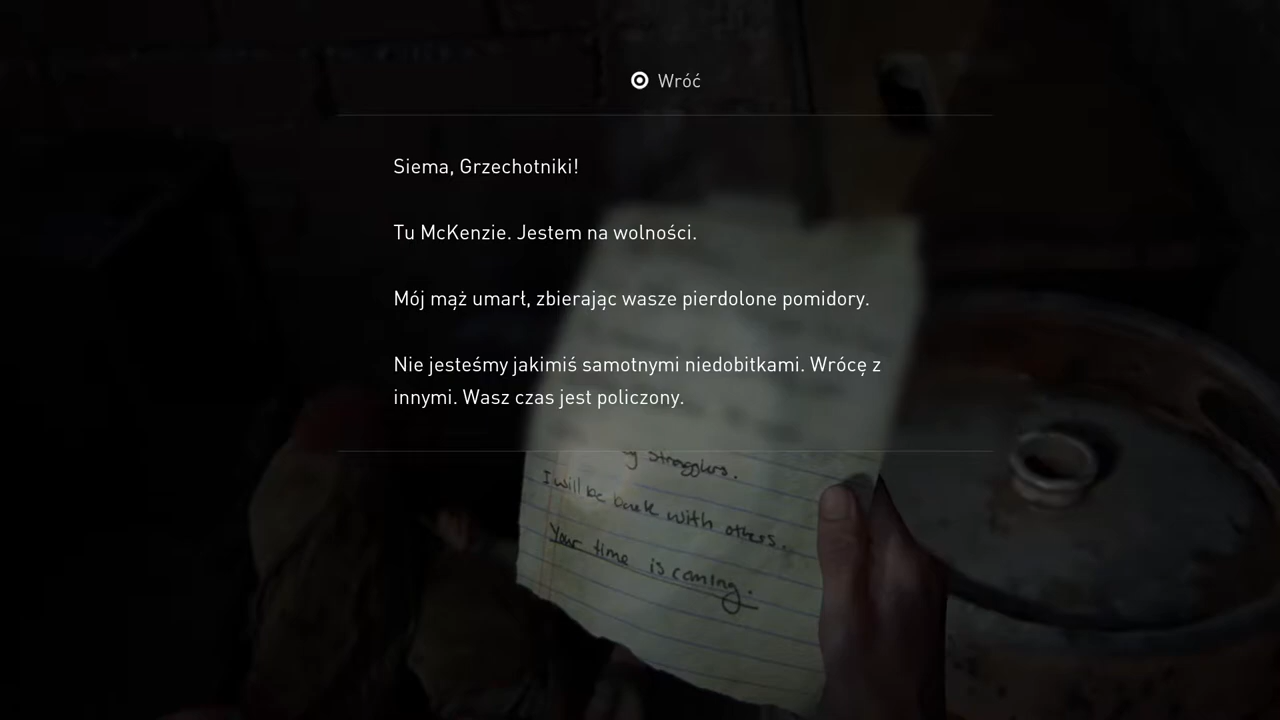 Wróć
Siema, Grzechotniki!
Tu McKenzie. Jestem na wolności.
Mój mąż umarł, zbierając wasze pierdolone pomidory.
Nie jesteśmy jakimiś samotnymi niedobitkami. Wrócę z
innymi. Wasz czas jest policzony.
stragglers.
I will be back with others.
Your time is coming.